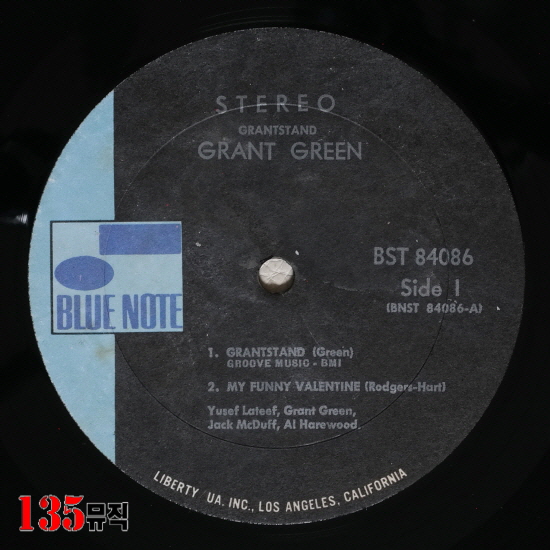 STEREO
GRANTSTAND
GRANT GREEN
BST 84086
Side 1
(BNST 84086-A)
BLUE NOTE
1. GRANTSTAND (Green)
GROOVE MUSIC - BMI
2. MY FUNNY VALENTINE (Rodgers-Hart)
Yusef Lateef, Grant Green,
Jack McDuff, Al Harewood.
LIBERTY UA, INC., LOS ANGELES, CALIFORNIA
135뮤직